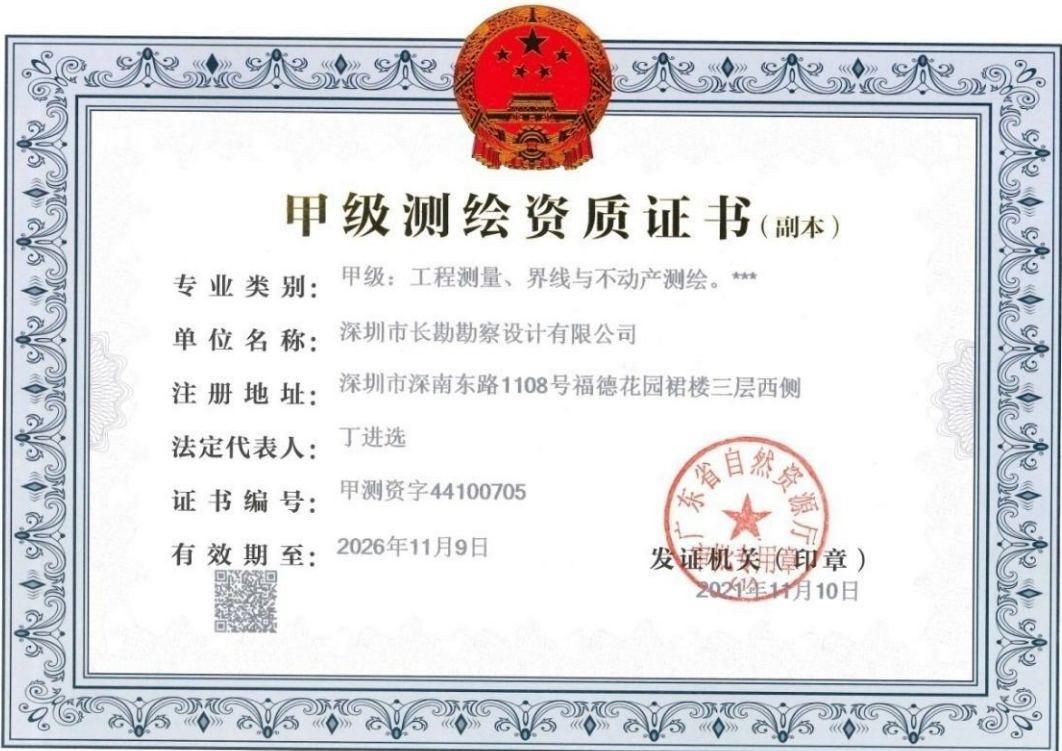 甲级测绘资质证书(副本)
专业类别：甲级：工程测量、界线与不动产测绘。***
单位名称：深圳市长勘勘察设计有限公司
注册地址：深圳市深南东路1108号福德花园裙楼三层西侧
法定代表人：丁进选
证书编号：甲测资字44100705
有效期至：2026年11月9日
广东省自然资源厅
发证机关（印章）
2021年11月10日